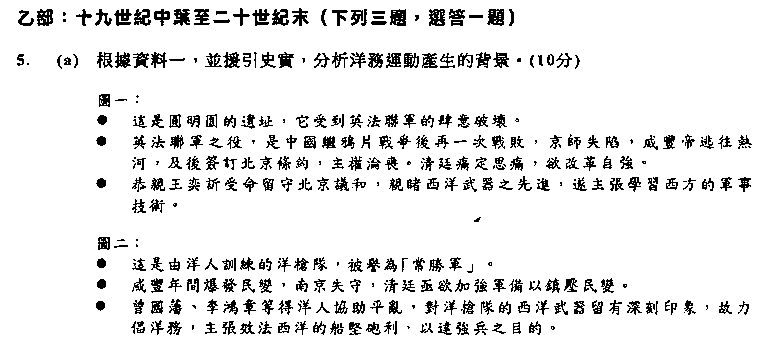 乙部：十九世紀中葉至二十世紀末（下列三題，選答一題）
5. (a) 根據資料一，並援引史實，分析洋務運動產生的背景。(10分)
圖一：
● 這是圓明園的遺址，它受到英法聯軍的肆意破壞。
● 英法聯軍之役，是中國繼鴉片戰爭後再一次戰敗，京師失陷，咸豐帝逃往熱
河，及後簽訂北京條約，主權淪喪。清廷痛定思痛，欲改革自強。
● 恭親王奕訢受命留守北京議和，親睹西洋武器之先進，遂主張學習西方的軍事
技術。
圖二：
● 這是由洋人訓練的洋槍隊，被譽為「常勝軍」。
● 咸豐年間爆發民變，南京失守，清廷亟欲加強軍備以鎮壓民變。
● 曾國藩、李鴻章等得洋人協助平亂，對洋槍隊的西洋武器留有深刻印象，故力
倡洋務，主張效法西洋的船堅砲利，以達強兵之目的。